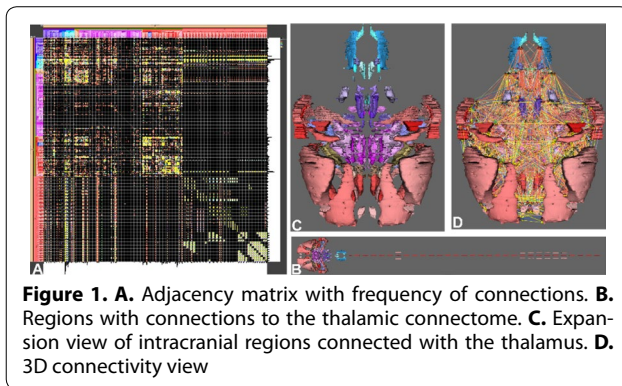 A
C
D
B
Figure 1. A. Adjacency matrix with frequency of connections. B.
Regions with connections to the thalamic connectome. C. Expan-
sion view of intracranial regions connected with the thalamus. D.
3D connectivity view